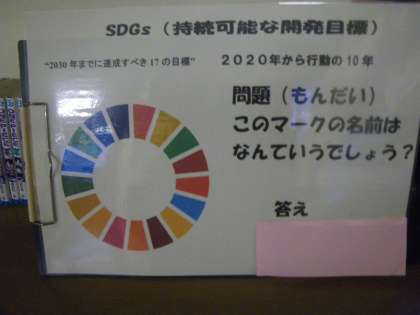 SDGs（持続可能な開発目標）
“2030年までに達成すべき17の目標”
2020年から行動の10年
問題（もんだい）
このマークの名前は
なんていうでしょう？
答え